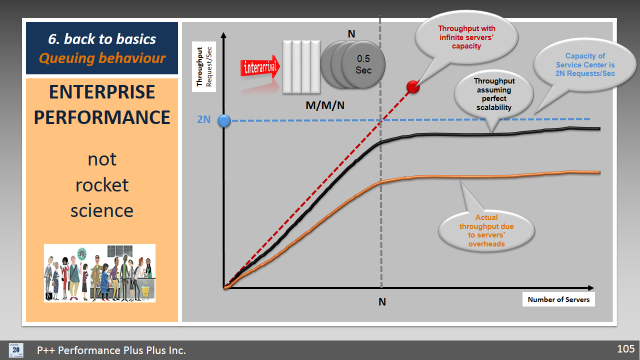 6. back to basics
Queuing behaviour
ENTERPRISE
PERFORMANCE
not
rocket
science
Throughput
Request/Sec
interarrival
N
0.5
Sec
M/M/N
Throughput with
infinite servers'
capacity
Capacity of
Service Center is
2N Requests/Sec
Throughput
assuming
perfect
scalability
2N
Actual
throughput due
to servers'
overheads
N
Number of Servers
20
P++ Performance Plus Plus Inc.
105